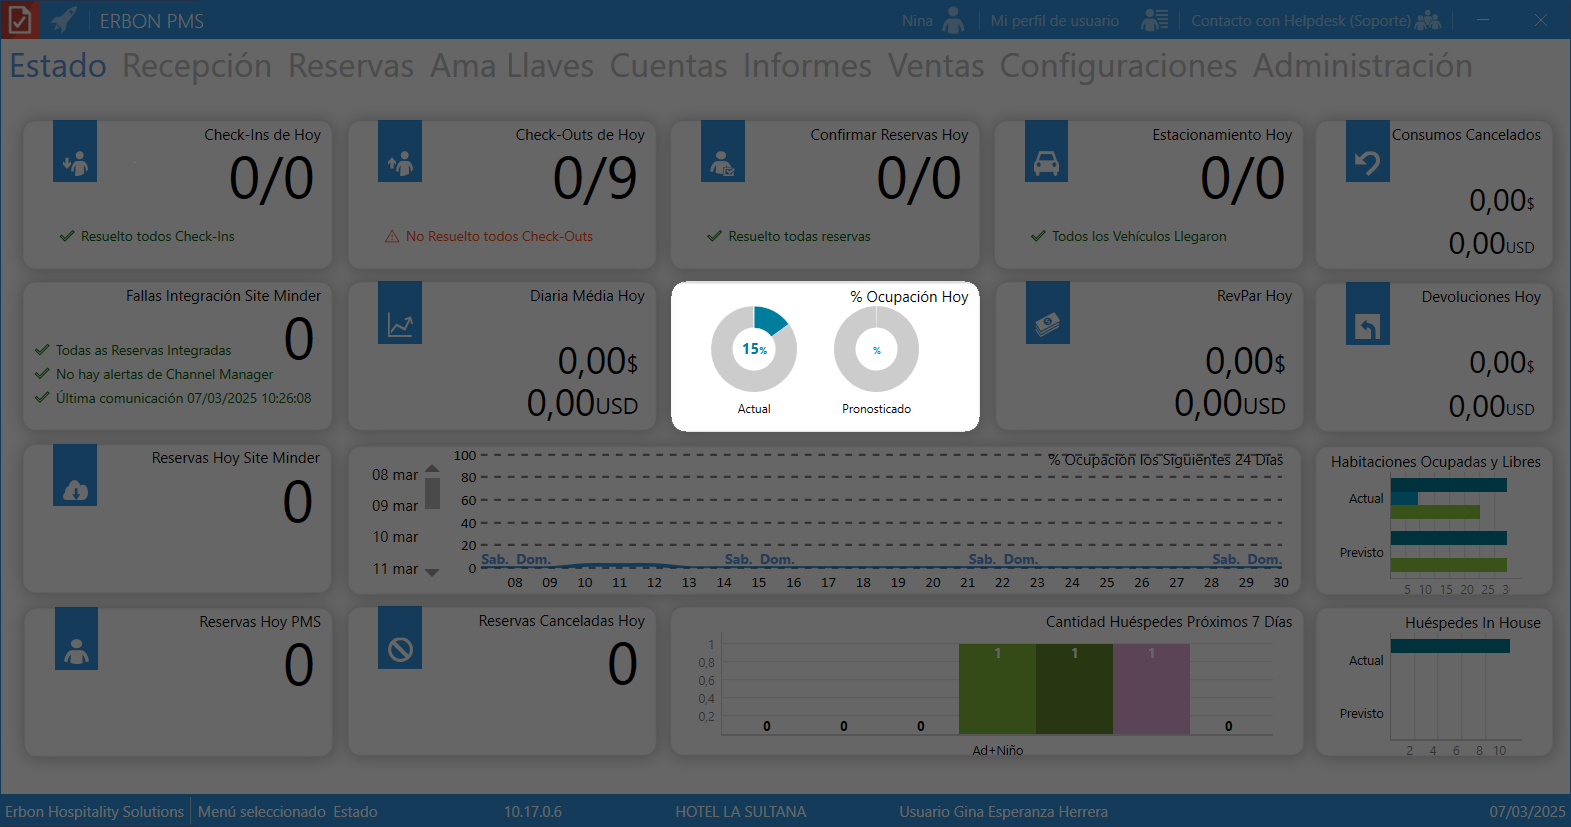 ERBON PMS
Nina
Mi perfil de usuario
Contacto con Helpdesk (Soporte)
Estado Recepción Reservas Ama Llaves Cuentas Informes Ventas Configuraciones Administración
Check-Ins de Hoy
0/0
Resuelto todos Check-Ins
Check-Outs de Hoy
0/9
No Resuelto todos Check-Outs
Confirmar Reservas Hoy
0/0
Resuelto todas reservas
Estacionamiento Hoy
0/0
Todos los Vehículos Llegaron
Consumos Cancelados
0,00$
0,00USD
Fallas Integración Site Minder
0
Todas as Reservas Integradas
No hay alertas de Channel Manager
Última comunicación 07/03/2025 10:26:08
Diaria Média Hoy
0,00$
0,00USD
% Ocupación Hoy
15%
%
Actual
Pronosticado
RevPar Hoy
0,00$
0,00USD
Devoluciones Hoy
0,00$
0,00USD
Reservas Hoy Site Minder
0
08 mar
09 mar
10 mar
11 mar
% Ocupación los Siguientes 24 Días
100
80
60
40
20
0
Sab. Dom. Sab. Dom. Sab. Dom. Sab. Dom.
08 09 10 11 12 13 14 15 16 17 18 19 20 21 22 23 24 25 26 27 28 29 30
Habitaciones Ocupadas y Libres
Actual
Previsto
5 10 15 20 25 3
Reservas Hoy PMS
0
Reservas Canceladas Hoy
0
Cantidad Huéspedes Próximos 7 Días
1
0,8
0,6
0,4
0,2
0 0 0 1 1 1 0
Ad+Niño
Huéspedes In House
Actual
Previsto
2 4 6 8 10
Erbon Hospitality Solutions
Menú seleccionado Estado
10.17.0.6
HOTEL LA SULTANA
Usuario Gina Esperanza Herrera
07/03/2025